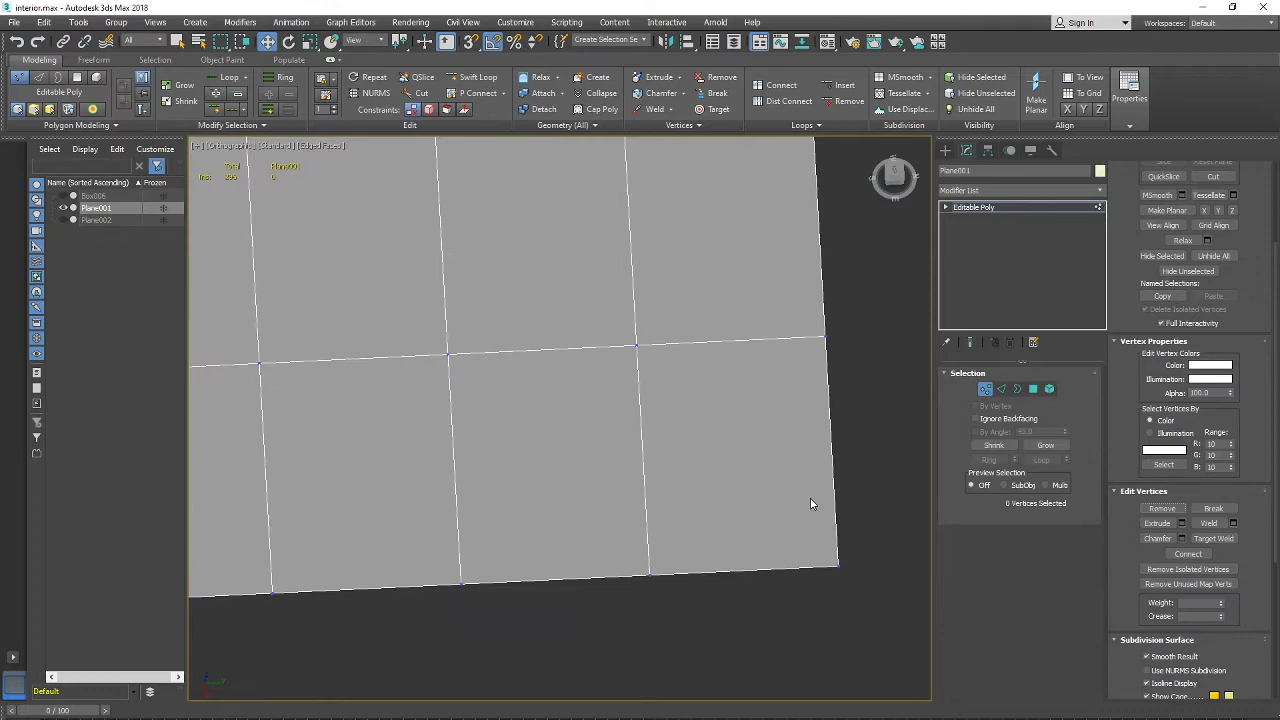 interior.max - Autodesk 3ds Max 2018
File Edit Tools Group Views Create Modifiers Animation Graph Editors Rendering Civil View Customize Scripting Content Interactive Arnold Help Sign In Workspaces: Default
All View Create Selection Se
Modeling Freeform Selection Object Paint Populate
Grow Loop Ring Repeat QSlice Swift Loop Relax Create Extrude Remove Connect Insert MSmooth Hide Selected To View
Editable Poly Shrink NURMS Cut P Connect Attach Collapse Chamfer Break Dist Connect Remove Tessellate Hide Unselected Make Planar To Grid Properties
Constraints: Detach Cap Poly Weld Target Use Displac... Unhide All X Y Z
Polygon Modeling Modify Selection Edit Geometry (All) Vertices Loops Subdivision Visibility Align
Select Display Edit Customize
[+] [Orthographic] [Standard] [Edged Faces]
Total Plane001
Name (Sorted Ascending) Frozen
Box006
Plane001
Plane002
Default
0 / 100
Plane001
Modifier List
Editable Poly
Selection
By Vertex
Ignore Backfacing
By Angle:
Shrink Grow
Ring Loop
Preview Selection
Off SubObj Multi
0 Vertices Selected
Slice Reset Plane
QuickSlice Cut
MSmooth Tessellate
Make Planar X Y Z
View Align Grid Align
Relax
Hide Selected Unhide All
Hide Unselected
Named Selections:
Copy Paste
Delete Isolated Vertices
Full Interactivity
Vertex Properties
Edit Vertex Colors
Color:
Illumination:
Alpha: 100.0
Select Vertices By
Color Range:
Illumination R: 10
G: 10
Select B: 10
Edit Vertices
Remove Break
Extrude Weld
Chamfer Target Weld
Connect
Remove Isolated Vertices
Remove Unused Map Verts
Weight:
Crease:
Subdivision Surface
Smooth Result
Use NURMS Subdivision
Isoline Display
Show Cage......